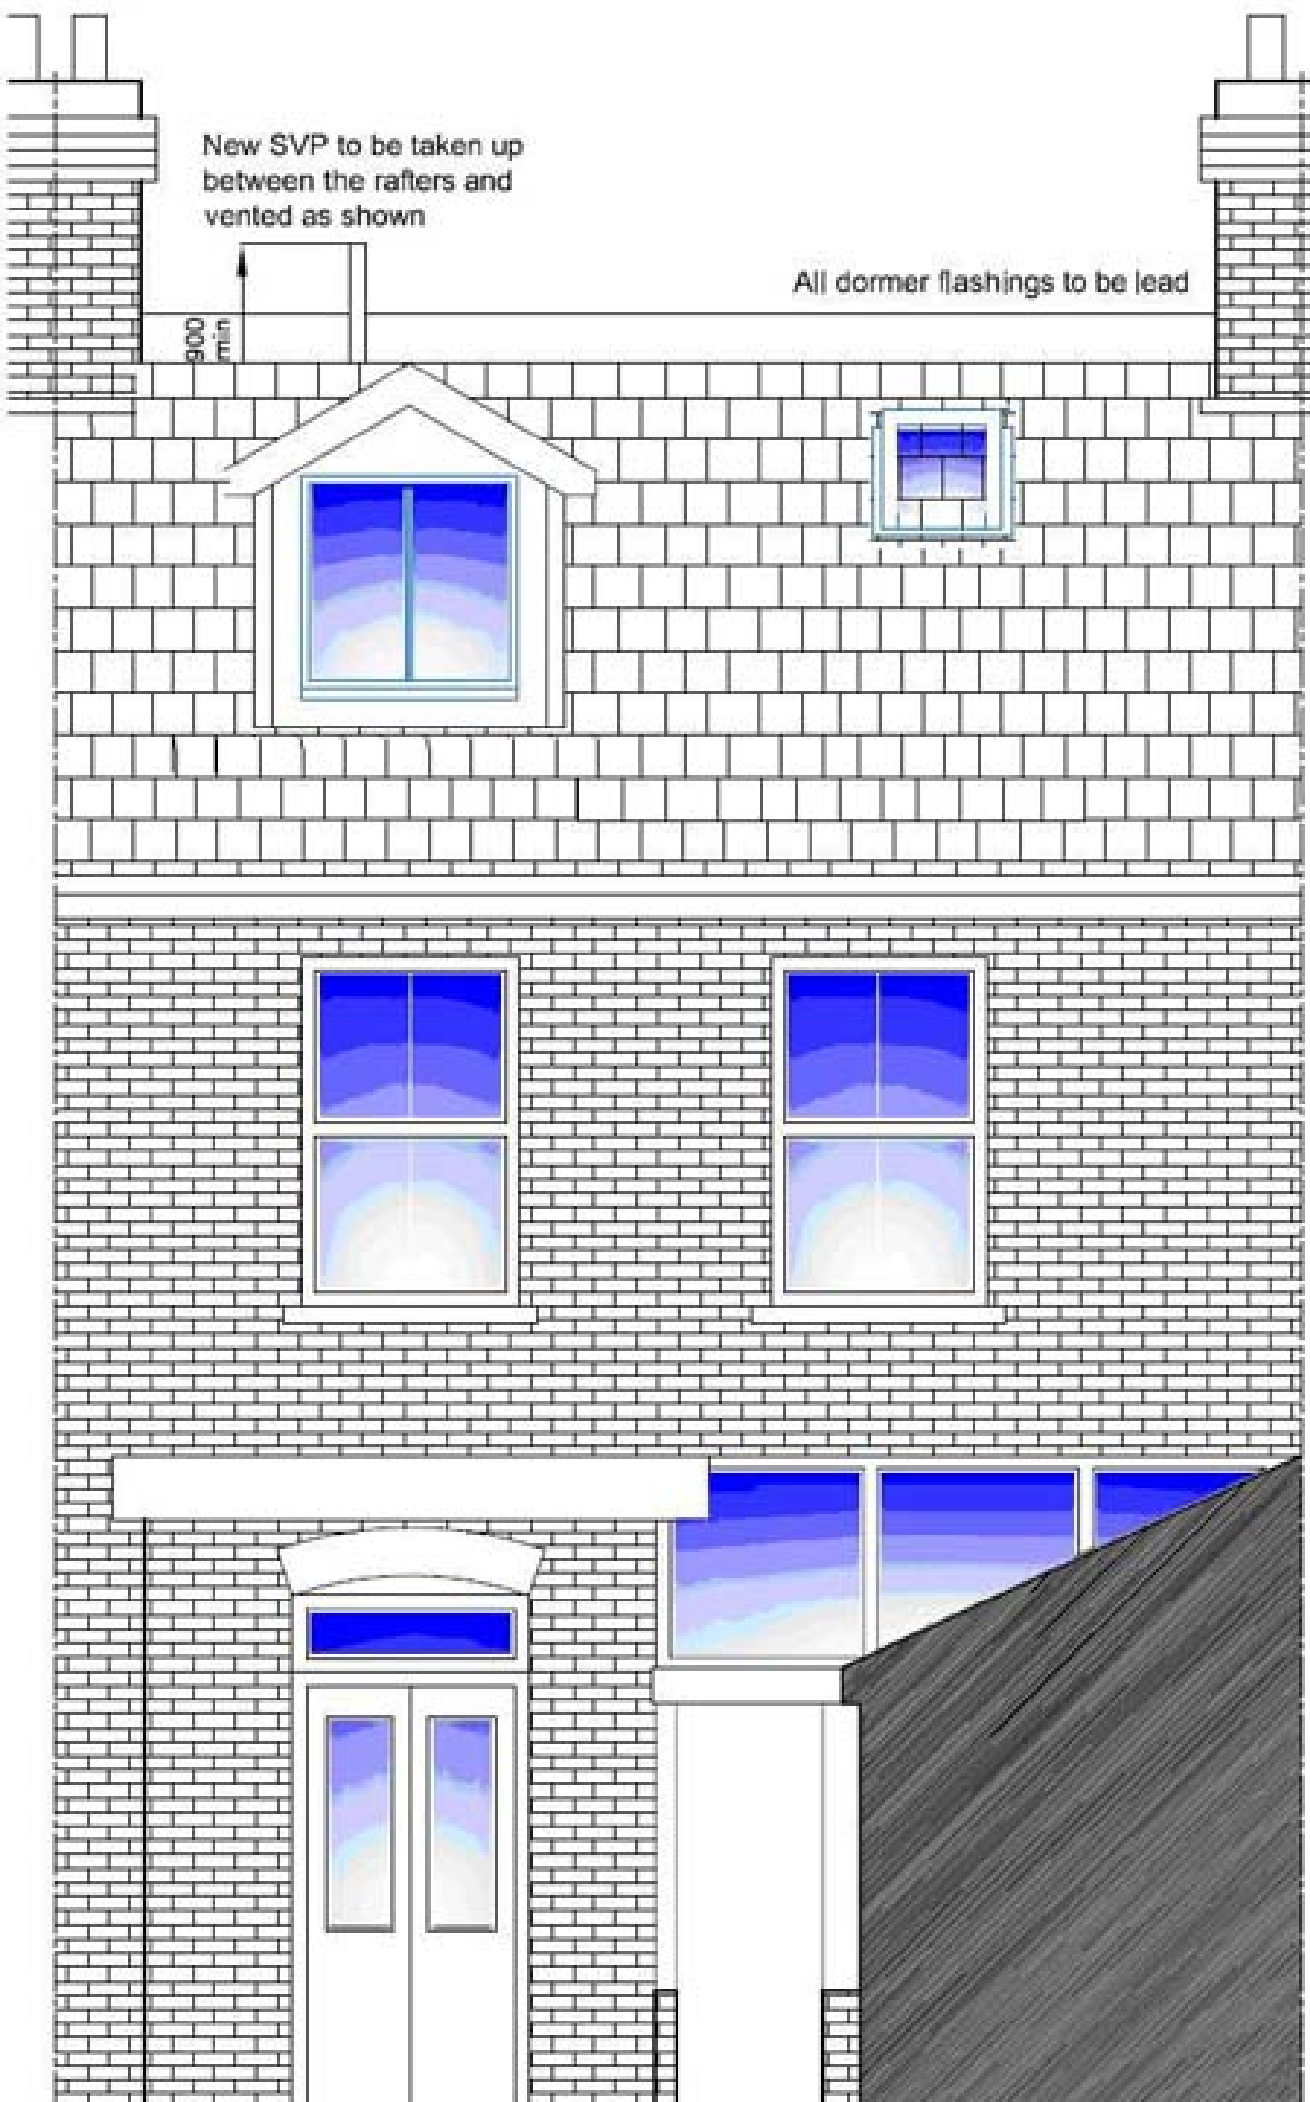 New SVP to be taken up
between the rafters and
vented as shown
All dormer flashings to be lead
900
min